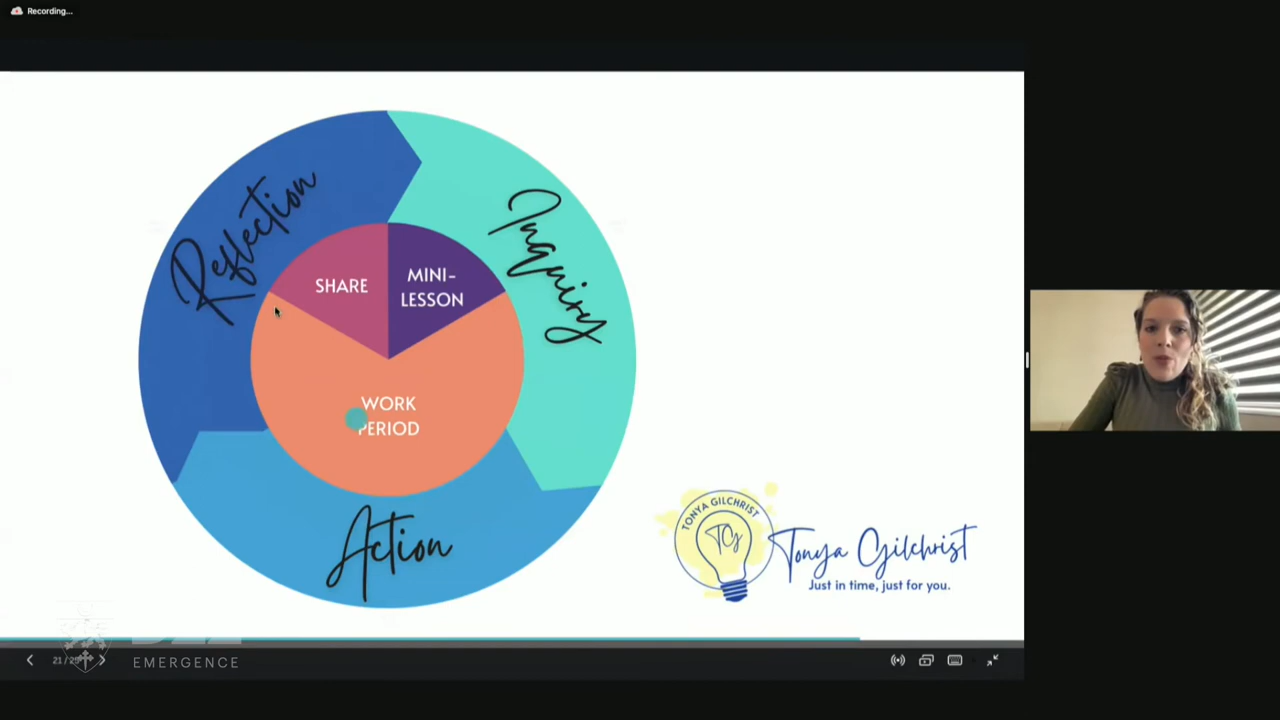 Recording...
Reflection
Inquiry
SHARE
MINI-
LESSON
WORK
PERIOD
Action
TONYA GILCHRIST
TG
Tonya Gilchrist
Just in time, just for you.
EMERGENCE